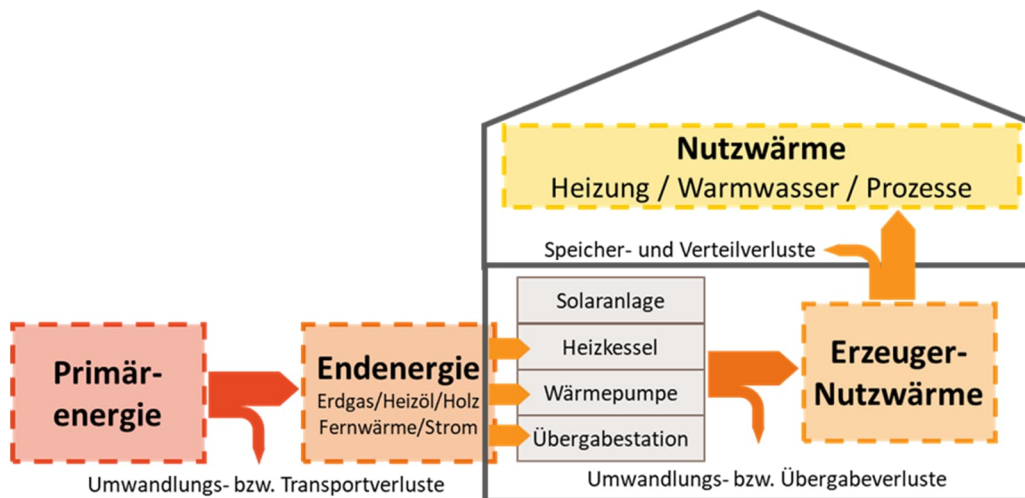 Nutzwärme
Heizung / Warmwasser / Prozesse
Speicher- und Verteilverluste
Primär-
energie
Endenergie
Erdgas/Heizöl/Holz
Fernwärme/Strom
Solaranlage
Heizkessel
Wärmepumpe
Übergabestation
Erzeuger-
Nutzwärme
Umwandlungs- bzw. Transportverluste
Umwandlungs- bzw. Übergabeverluste